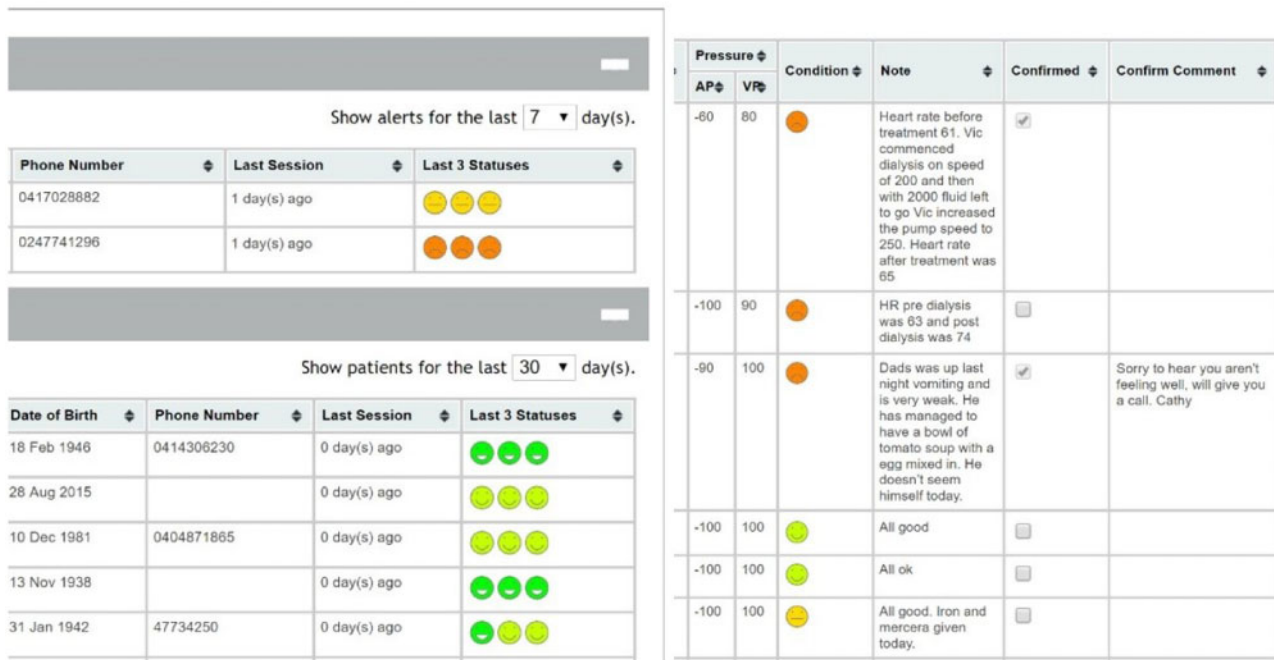 Show alerts for the last 7 day(s).
Phone Number Last Session Last 3 Statuses
0417028882 1 day(s) ago
0247741296 1 day(s) ago
Show patients for the last 30 day(s).
Date of Birth Phone Number Last Session Last 3 Statuses
18 Feb 1946 0414306230 0 day(s) ago
28 Aug 2015 0 day(s) ago
10 Dec 1981 0404871865 0 day(s) ago
13 Nov 1938 0 day(s) ago
31 Jan 1942 47734250 0 day(s) ago
Pressure
AP VP
Condition Note Confirmed Confirm Comment
-60 80
Heart rate before
treatment 61. Vic
commenced
dialysis on speed
of 200 and then
with 2000 fluid left
to go Vic increased
the pump speed to
250. Heart rate
after treatment was
65
-100 90
HR pre dialysis
was 63 and post
dialysis was 74
-90 100
Dads was up last
night vomiting and
is very weak. He
has managed to
have a bowl of
tomato soup with a
egg mixed in. He
doesn't seem
himself today.
Sorry to hear you aren't
feeling well, will give you
a call. Cathy
-100 100 All good
-100 100 All ok
-100 100
All good. Iron and
mercera given
today.